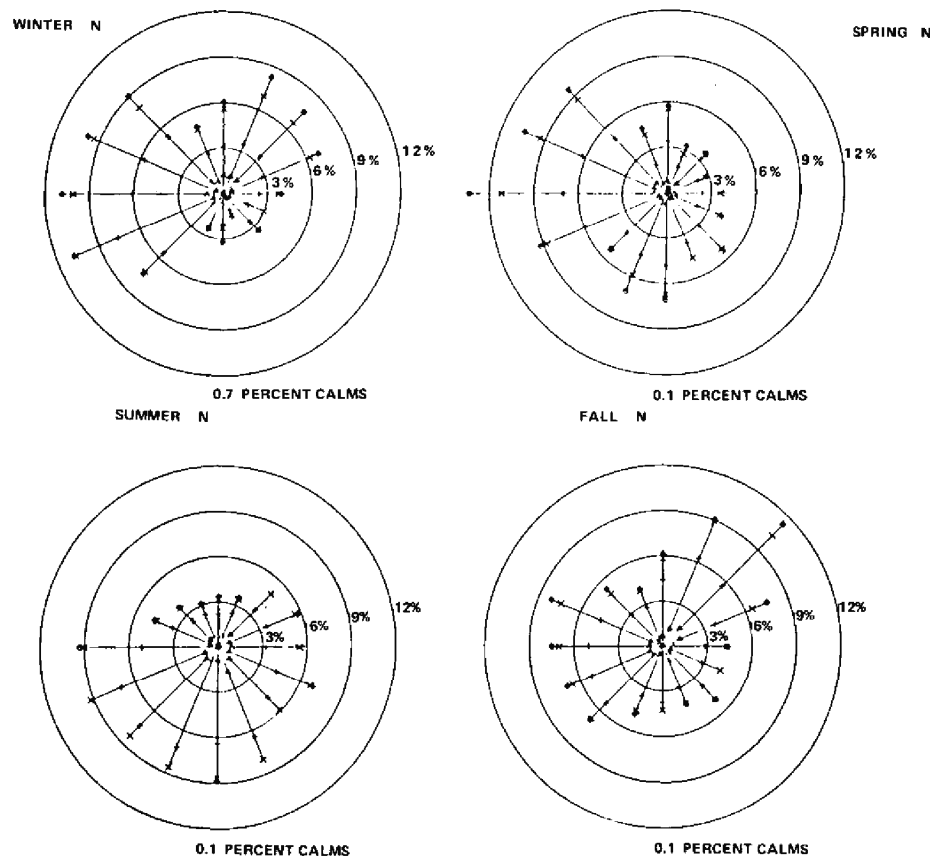 WINTER N
SPRING N
3%
6%
9%
12%
3%
6%
9%
12%
0.7 PERCENT CALMS
0.1 PERCENT CALMS
SUMMER N
FALL N
3%
6%
9%
12%
3%
6%
9%
12%
0.1 PERCENT CALMS
0.1 PERCENT CALMS